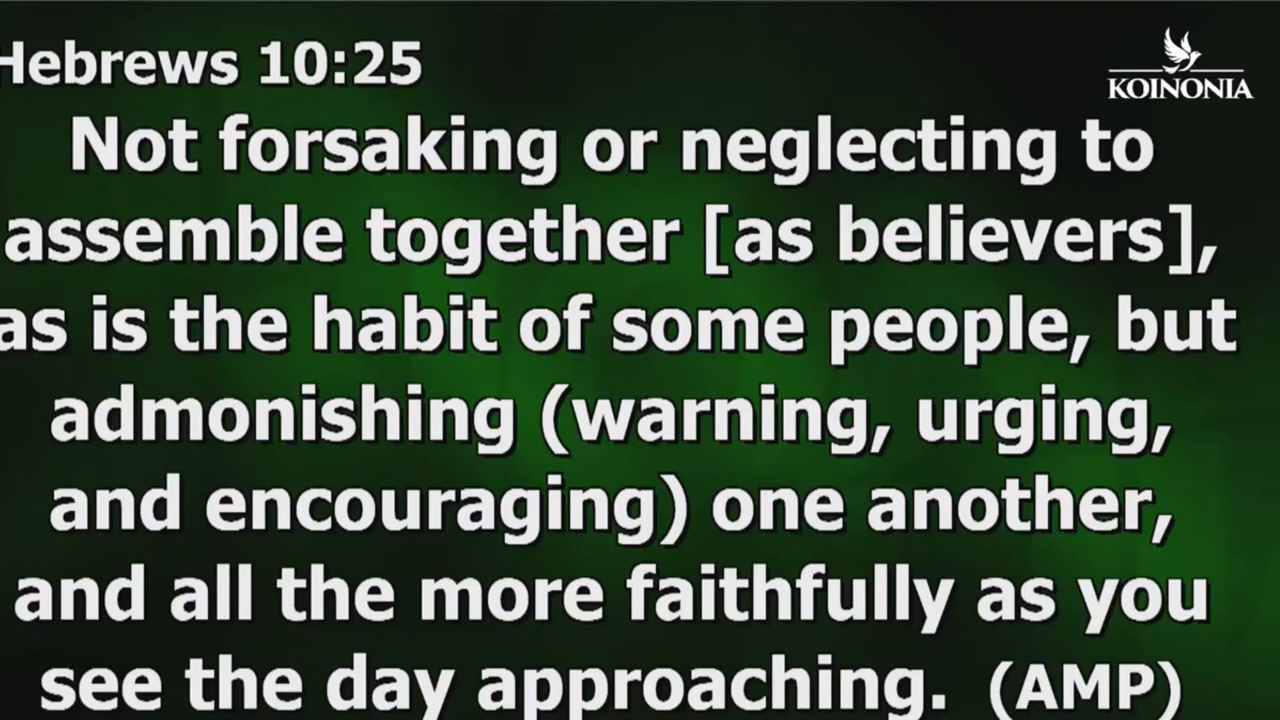 Hebrews 10:25
KOINONIA
Not forsaking or neglecting to
assemble together [as believers],
as is the habit of some people, but
admonishing (warning, urging,
and encouraging) one another,
and all the more faithfully as you
see the day approaching. (AMP)